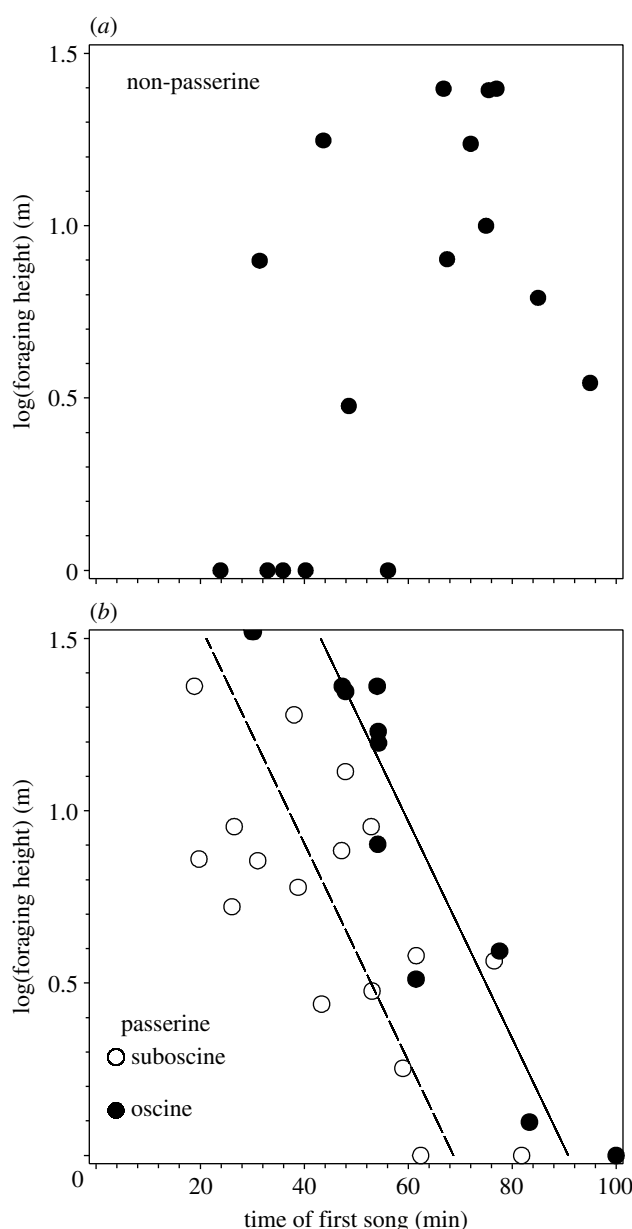 (a)
1.5
non-passerine
1.0
0.5
0
log(foraging height) (m)
(b)
1.5
1.0
0.5
log(foraging height) (m)
passerine
suboscine
oscine
0
20 40 60 80 100
time of first song (min)